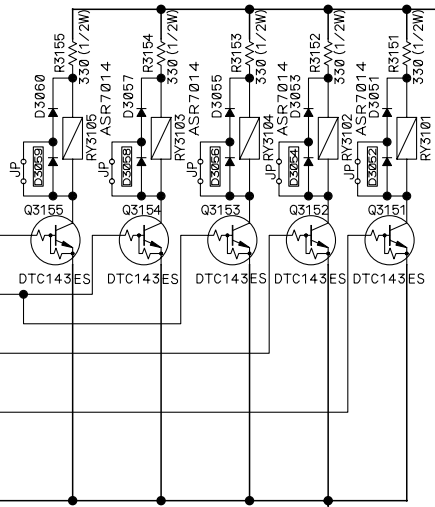 R3155
330 (1/2W)
R3154
330 (1/2W)
R3153
330 (1/2W)
R3152
330 (1/2W)
R3151
330 (1/2W)
D3060
ASR7014
D3057
ASR7014
D3055
ASR7014
D3053
ASR7014
D3051
RY3105
RY3103
RY3104
RY3102
RY3101
JP
D3059
JP
D3058
JP
D3056
JP
D3054
JP
D3052
Q3155
Q3154
Q3153
Q3152
Q3151
DTC143ES
DTC143ES
DTC143ES
DTC143ES
DTC143ES